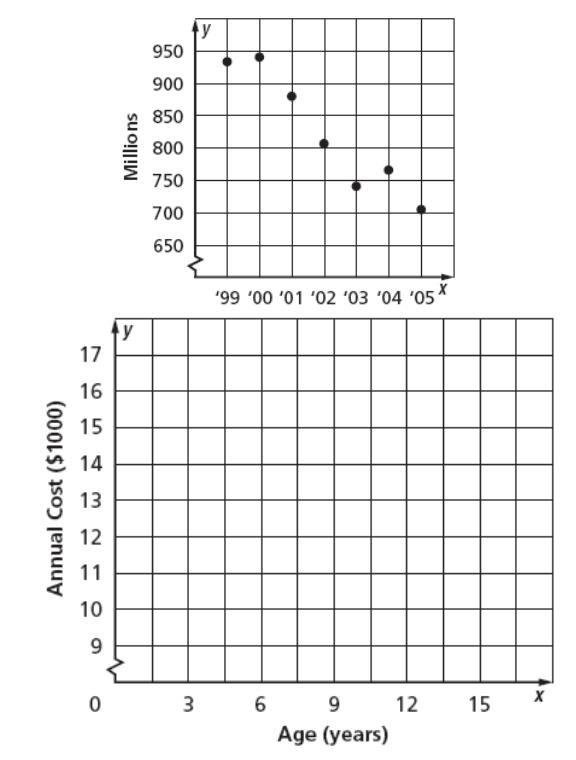 y
950
900
850
800
750
700
650
Millions
'99 '00 '01 '02 '03 '04 '05 x
y
17
16
15
14
13
12
11
10
9
Annual Cost ($1000)
0 3 6 9 12 15 x
Age (years)